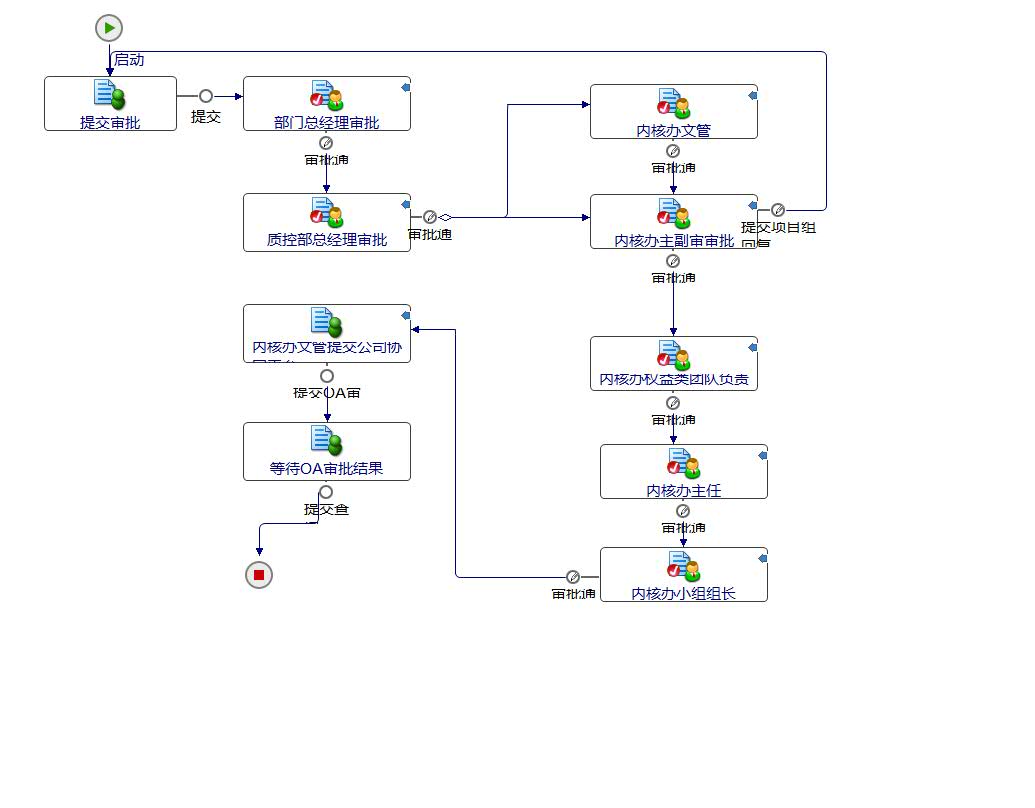 启动
提交审批
提交
部门总经理审批
审批通
质控部总经理审批
审批通
内核办文管
审批通
内核办主副审审批
提交项目组
回复
审批通
内核办权益类团队负责
审批通
内核办主任
审批通
内核办小组组长
审批通
内核办文管提交公司协
提交OA审
等待OA审批结果
提交查